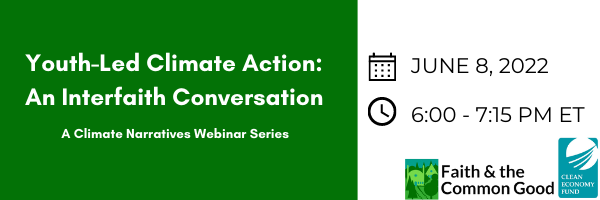 Youth-Led Climate Action:
An Interfaith Conversation
A Climate Narratives Webinar Series
JUNE 8, 2022
6:00 - 7:15 PM ET
Faith & the
Common Good
CLEAN
ECONOMY
FUND